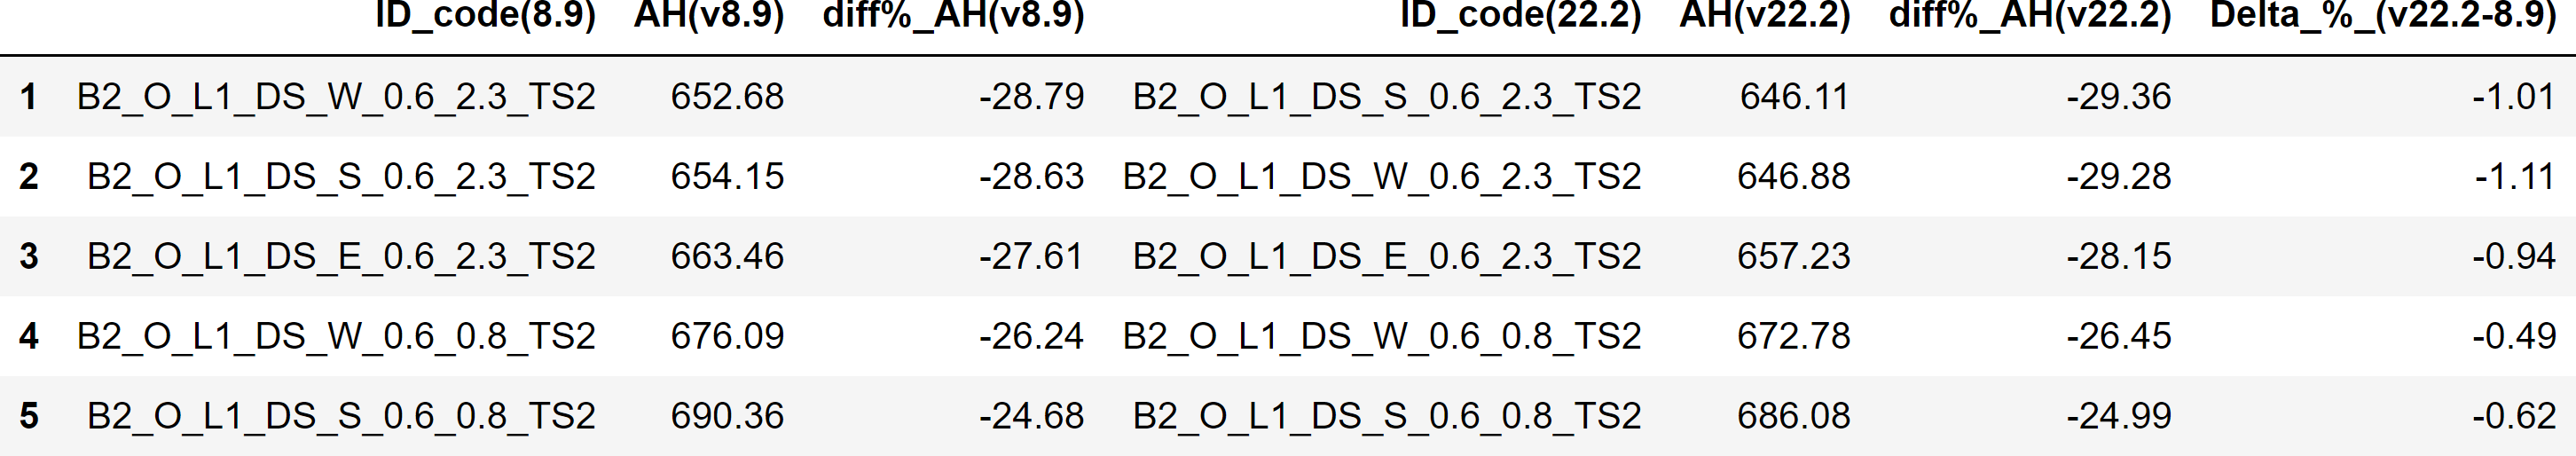 ID_code(8.9) AH(v8.9) diff%_AH(v8.9) ID_code(22.2) AH(v22.2) diff%_AH(v22.2) Delta_%_(v22.2-8.9)
1 B2_O_L1_DS_W_0.6_2.3_TS2 652.68 -28.79 B2_O_L1_DS_S_0.6_2.3_TS2 646.11 -29.36 -1.01
2 B2_O_L1_DS_S_0.6_2.3_TS2 654.15 -28.63 B2_O_L1_DS_W_0.6_2.3_TS2 646.88 -29.28 -1.11
3 B2_O_L1_DS_E_0.6_2.3_TS2 663.46 -27.61 B2_O_L1_DS_E_0.6_2.3_TS2 657.23 -28.15 -0.94
4 B2_O_L1_DS_W_0.6_0.8_TS2 676.09 -26.24 B2_O_L1_DS_W_0.6_0.8_TS2 672.78 -26.45 -0.49
5 B2_O_L1_DS_S_0.6_0.8_TS2 690.36 -24.68 B2_O_L1_DS_S_0.6_0.8_TS2 686.08 -24.99 -0.62